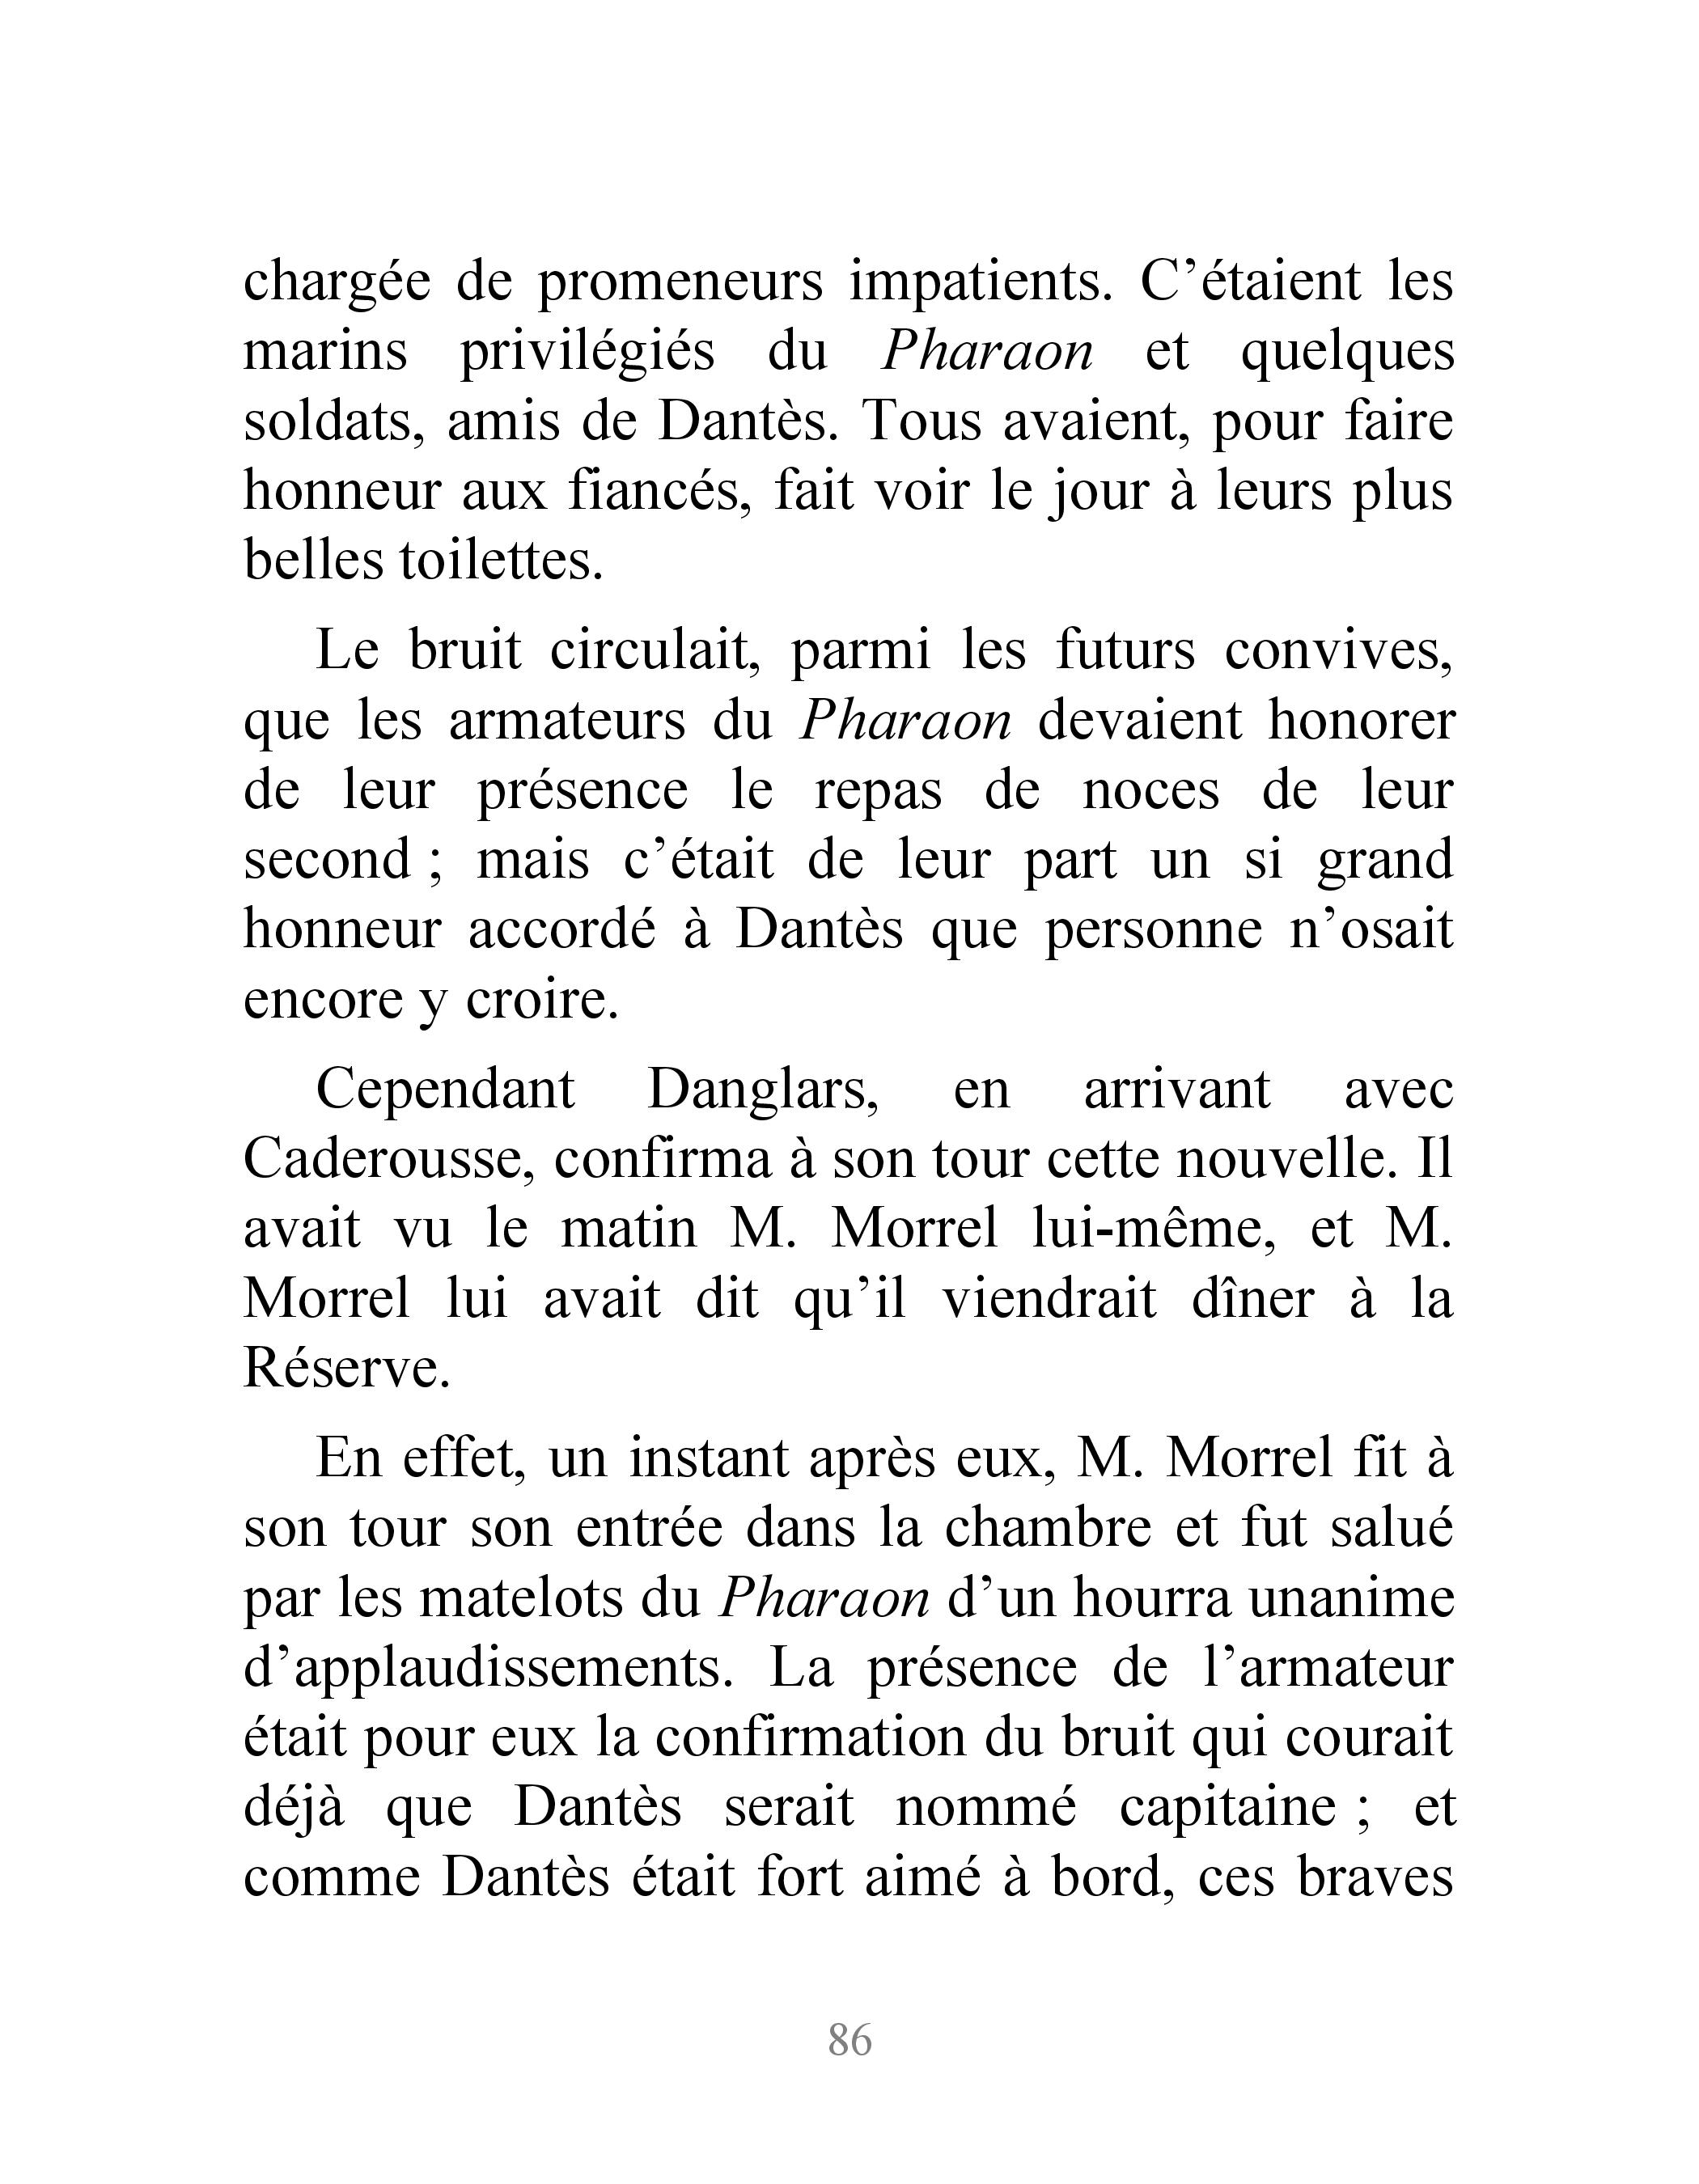 chargée de promeneurs impatients. C’étaient les
marins privilégiés du Pharaon et quelques
soldats, amis de Dantès. Tous avaient, pour faire
honneur aux fiancés, fait voir le jour à leurs plus
belles toilettes.
Le bruit circulait, parmi les futurs convives,
que les armateurs du Pharaon devaient honorer
de leur présence le repas de noces de leur
second ; mais c’était de leur part un si grand
honneur accordé à Dantès que personne n’osait
encore y croire.
Cependant Danglars, en arrivant avec
Caderousse, confirma à son tour cette nouvelle. Il
avait vu le matin M. Morrel lui-même, et M.
Morrel lui avait dit qu’il viendrait dîner à la
Réserve.
En effet, un instant après eux, M. Morrel fit à
son tour son entrée dans la chambre et fut salué
par les matelots du Pharaon d’un hourra unanime
d’applaudissements. La présence de l’armateur
était pour eux la confirmation du bruit qui courait
déjà que Dantès serait nommé capitaine ; et
comme Dantès était fort aimé à bord, ces braves
86